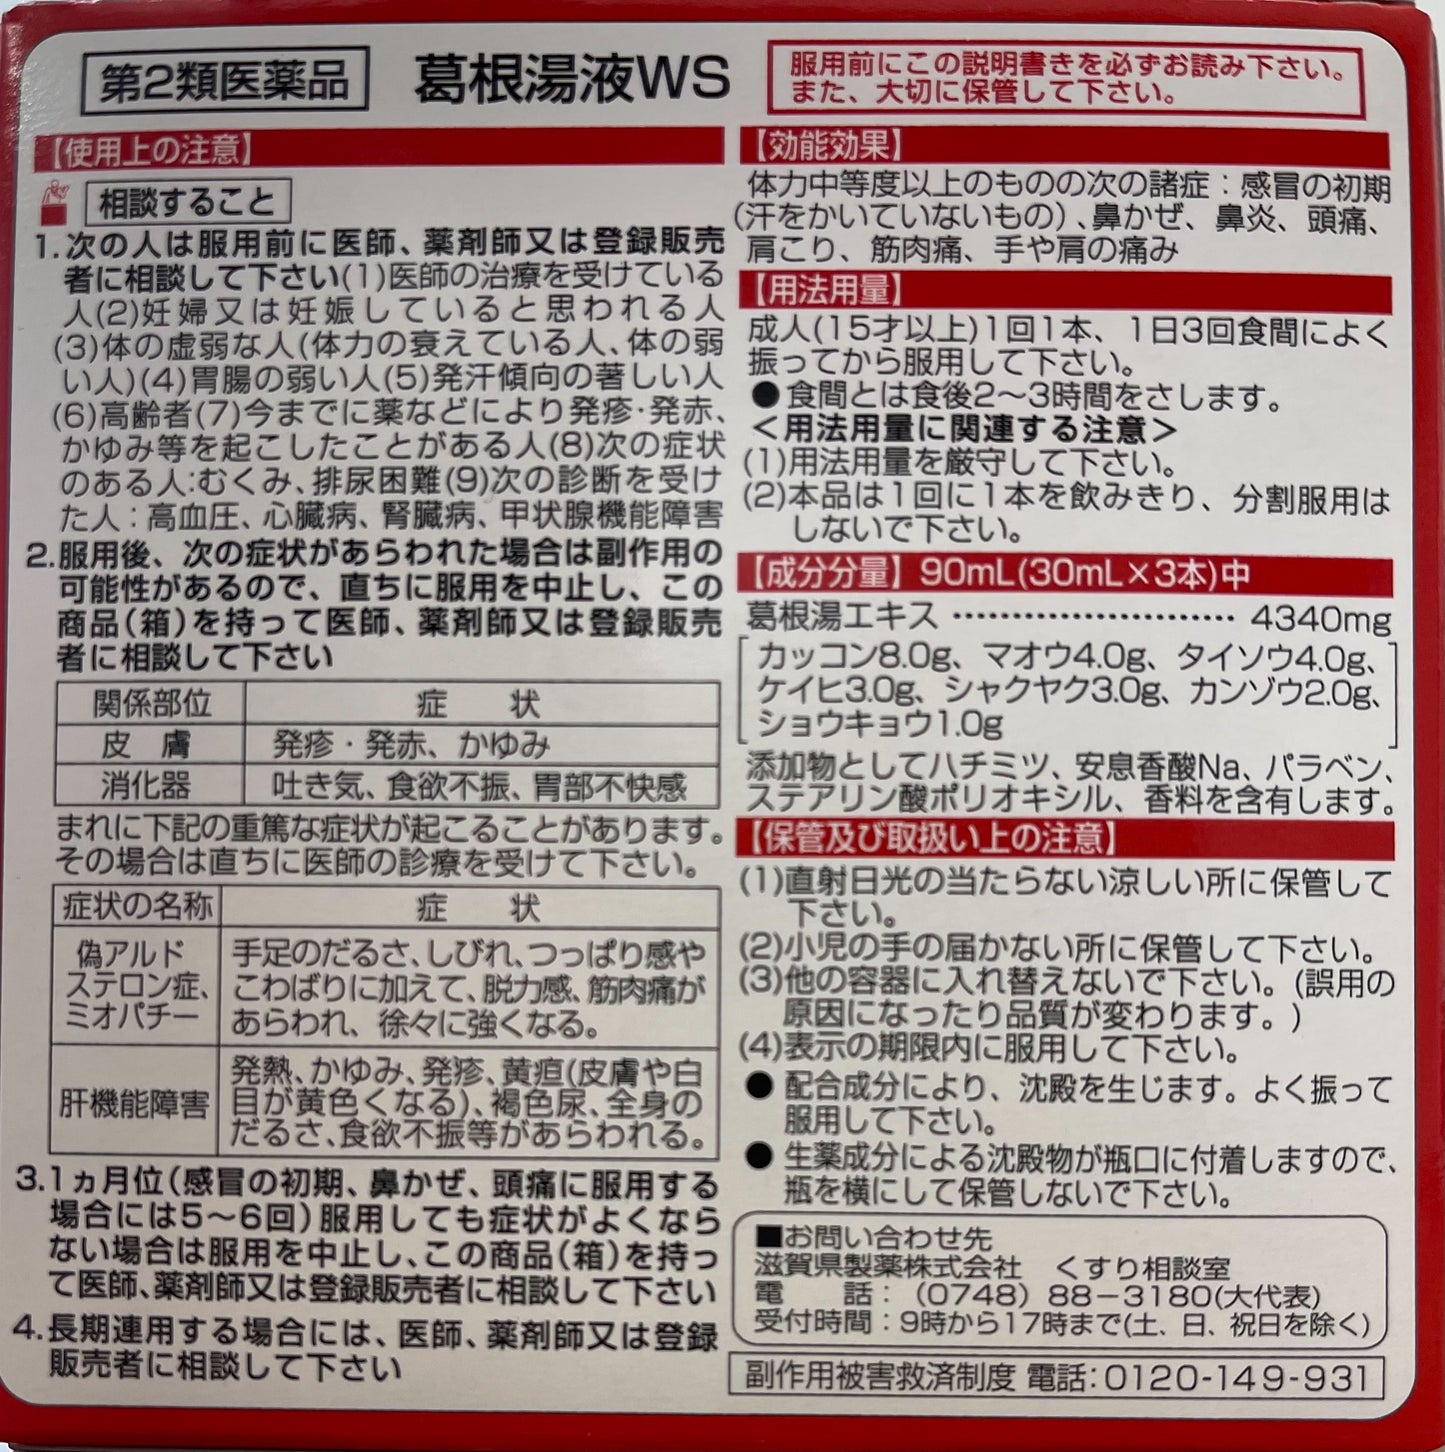 第2類医薬品
葛根湯液WS
服用前にこの説明書きを必ずお読み下さい。
また、大切に保管して下さい。
【使用上の注意】
相談すること
1.次の人は服用前に医師、薬剤師又は登録販売
者に相談して下さい(1)医師の治療を受けている
人(2)妊婦又は妊娠していると思われる人
(3)体の虚弱な人(体力の衰えている人、体の弱
い人)(4)胃腸の弱い人(5)発汗傾向の著しい人
(6)高齢者(7)今までに薬などにより発疹・発赤、
かゆみ等を起こしたことがある人(8)次の症状
のある人:むくみ、排尿困難(9)次の診断を受け
た人：高血圧、心臓病、腎臓病、甲状腺機能障害
2.服用後、次の症状があらわれた場合は副作用の
可能性があるので、直ちに服用を中止し、この
商品(箱)を持って医師、薬剤師又は登録販売
者に相談して下さい
関係部位 症　状
皮　膚 発疹・発赤、かゆみ
消化器 吐き気、食欲不振、胃部不快感
まれに下記の重篤な症状が起こることがあります。
その場合は直ちに医師の診療を受けて下さい。
症状の名称 症　状
偽アルド
ステロン症、
ミオパチー
手足のだるさ、しびれ、つっぱり感や
こわばりに加えて、脱力感、筋肉痛が
あらわれ、徐々に強くなる。
肝機能障害
発熱、かゆみ、発疹、黄疸(皮膚や白
目が黄色くなる)、褐色尿、全身の
だるさ、食欲不振等があらわれる。
3.1ヵ月位(感冒の初期、鼻かぜ、頭痛に服用する
場合には5～6回)服用しても症状がよくなら
ない場合は服用を中止し、この商品(箱)を持っ
て医師、薬剤師又は登録販売者に相談して下さい
4.長期連用する場合には、医師、薬剤師又は登録
販売者に相談して下さい
【効能効果】
体力中等度以上のものの次の諸症：感冒の初期
(汗をかいていないもの)、鼻かぜ、鼻炎、頭痛、
肩こり、筋肉痛、手や肩の痛み
【用法用量】
成人(15才以上)1回1本、1日3回食間によく
振ってから服用して下さい。
●食間とは食後2～3時間をさします。
＜用法用量に関連する注意＞
(1)用法用量を厳守して下さい。
(2)本品は1回に1本を飲みきり、分割服用は
しないで下さい。
【成分分量】90mL(30mL×3本)中
葛根湯エキス ……………………… 4340mg
カッコン8.0g、マオウ4.0g、タイソウ4.0g、
ケイヒ3.0g、シャクヤク3.0g、カンゾウ2.0g、
ショウキョウ1.0g
添加物としてハチミツ、安息香酸Na、パラベン、
ステアリン酸ポリオキシル、香料を含有します。
【保管及び取扱い上の注意】
(1)直射日光の当たらない涼しい所に保管して
下さい。
(2)小児の手の届かない所に保管して下さい。
(3)他の容器に入れ替えないで下さい。(誤用の
原因になったり品質が変わります。)
(4)表示の期限内に服用して下さい。
●配合成分により、沈殿を生じます。よく振って
服用して下さい。
●生薬成分による沈殿物が瓶口に付着しますので、
瓶を横にして保管しないで下さい。
■お問い合わせ先
滋賀県製薬株式会社　くすり相談室
電　話：(0748)88－3180(大代表)
受付時間：9時から17時まで(土、日、祝日を除く)
副作用被害救済制度 電話:0120-149-931